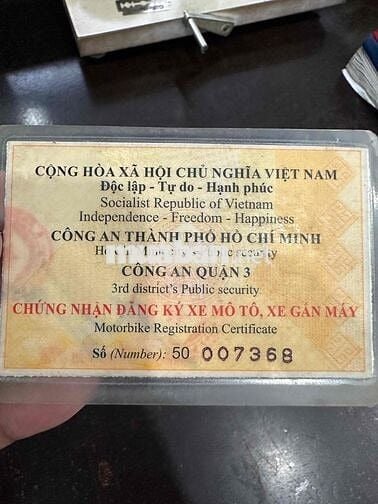 CỘNG HÒA XÃ HỘI CHỦ NGHĨA VIỆT NAM
Độc lập - Tự do - Hạnh phúc
Socialist Republic of Vietnam
Independence - Freedom - Happiness
CÔNG AN THÀNH PHỐ HỒ CHÍ MINH
security
CÔNG AN QUẬN 3
3rd district's Public security
CHỨNG NHẬN ĐĂNG KÝ XE MÔ TÔ, XE GẮN MÁY
Motorbike Registration Certificate
Số (Number): 50 007368